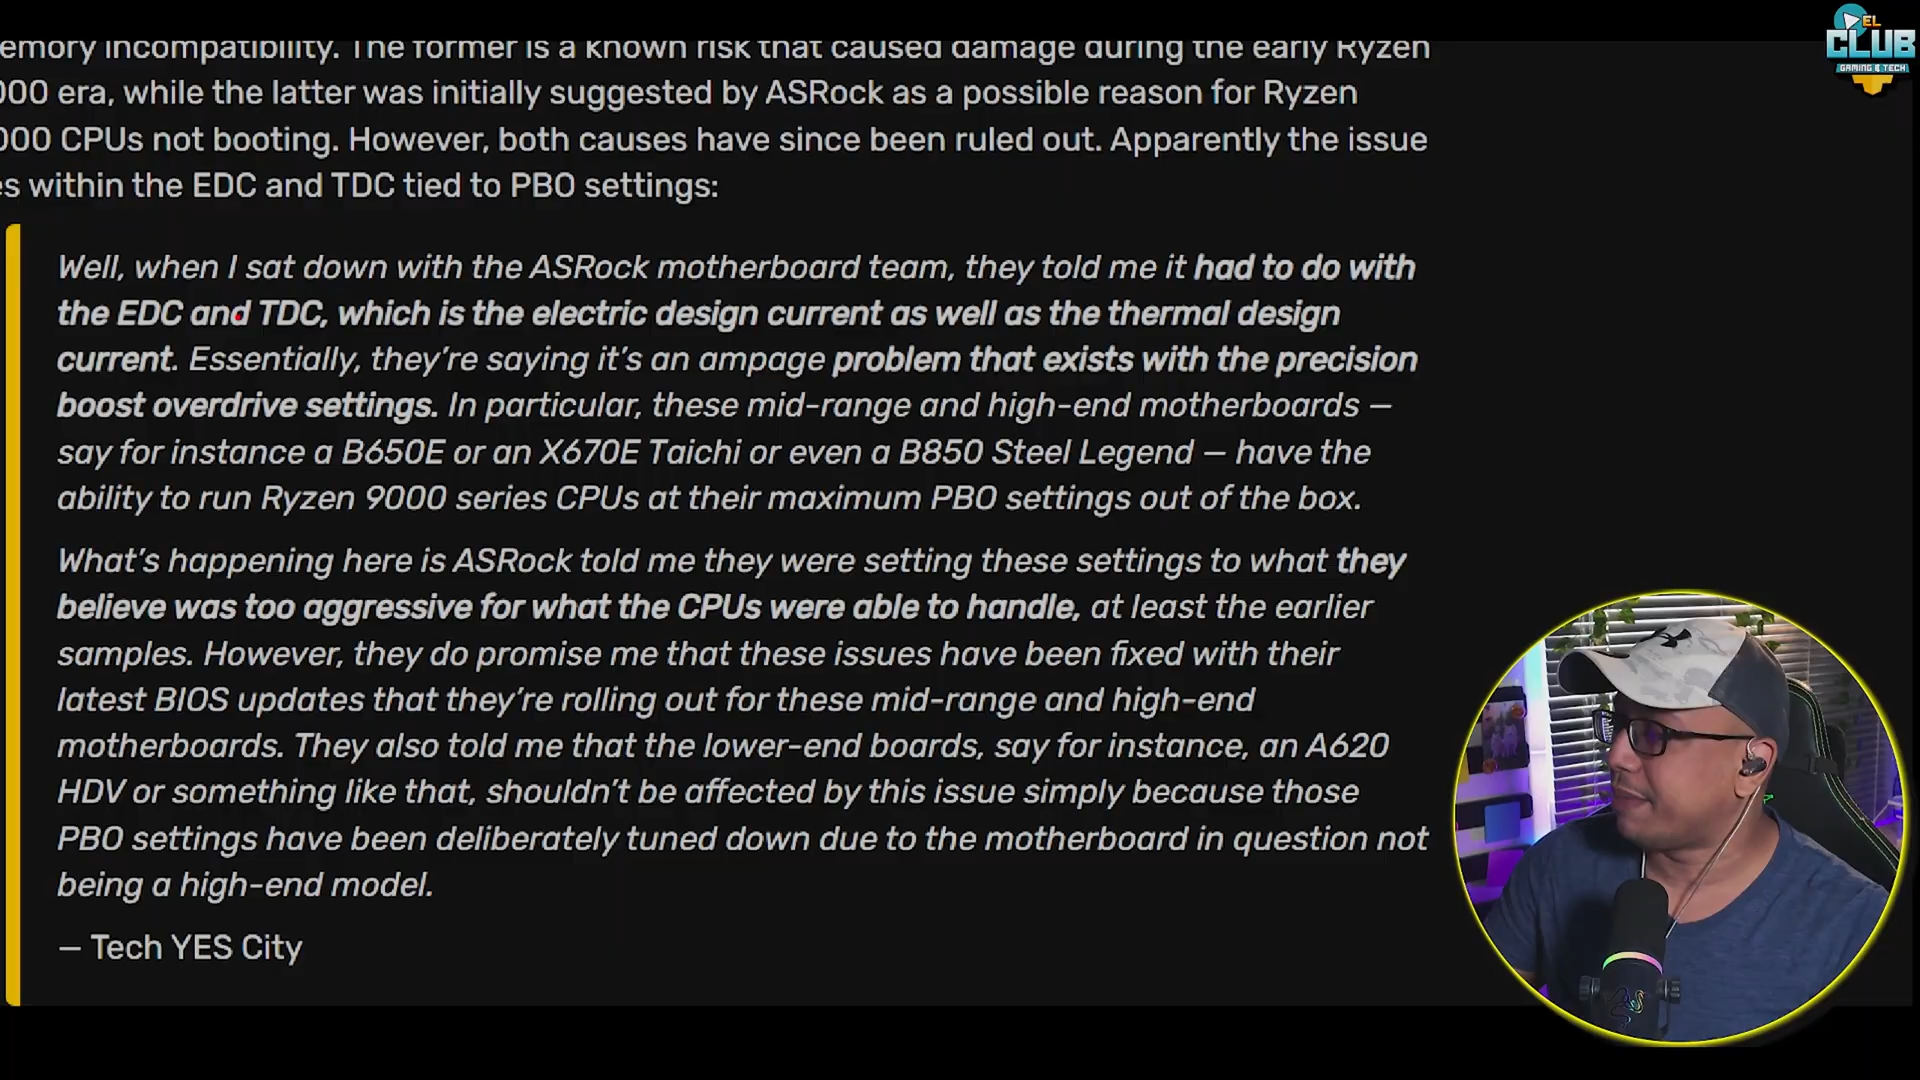 EL
CLUB
GAMING & TECH
emory incompatibility. The former is a known risk that caused damage during the early Ryzen
000 era, while the latter was initially suggested by ASRock as a possible reason for Ryzen
000 CPUs not booting. However, both causes have since been ruled out. Apparently the issue
es within the EDC and TDC tied to PBO settings:
Well, when I sat down with the ASRock motherboard team, they told me it had to do with
the EDC and TDC, which is the electric design current as well as the thermal design
current. Essentially, they're saying it's an ampage problem that exists with the precision
boost overdrive settings. In particular, these mid-range and high-end motherboards —
say for instance a B650E or an X670E Taichi or even a B850 Steel Legend — have the
ability to run Ryzen 9000 series CPUs at their maximum PBO settings out of the box.
What's happening here is ASRock told me they were setting these settings to what they
believe was too aggressive for what the CPUs were able to handle, at least the earlier
samples. However, they do promise me that these issues have been fixed with their
latest BIOS updates that they're rolling out for these mid-range and high-end
motherboards. They also told me that the lower-end boards, say for instance, an A620
HDV or something like that, shouldn't be affected by this issue simply because those
PBO settings have been deliberately tuned down due to the motherboard in question not
being a high-end model.
— Tech YES City